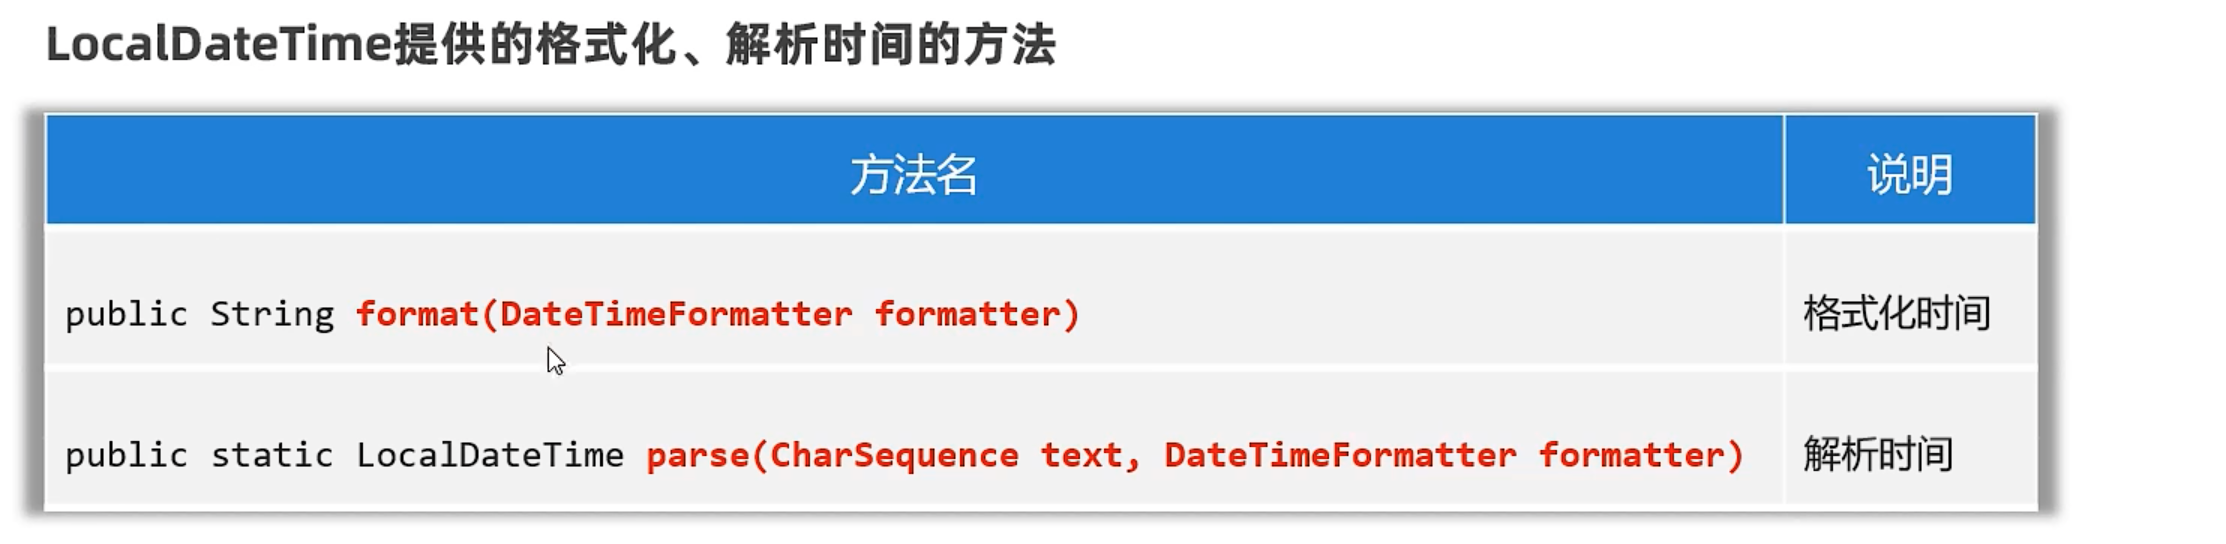 LocalDateTime提供的格式化、解析时间的方法
方法名 说明
public String format(DateTimeFormatter formatter) 格式化时间
public static LocalDateTime parse(CharSequence text, DateTimeFormatter formatter) 解析时间